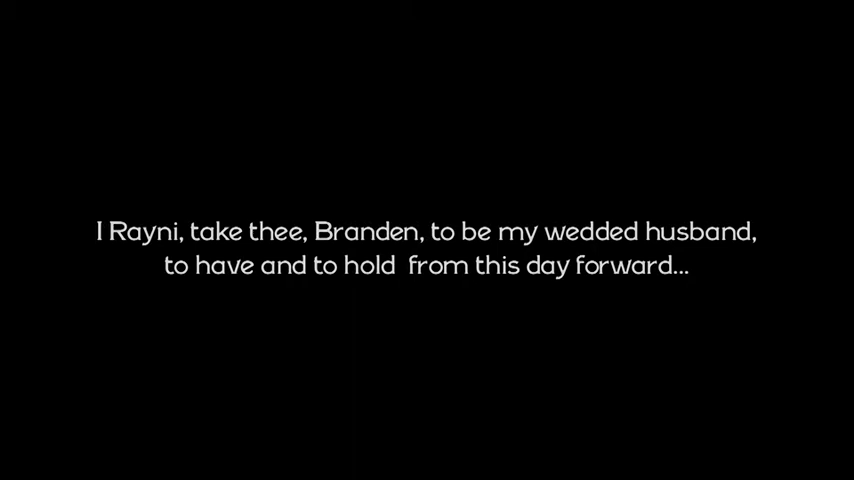 I Rayni, take thee, Branden, to be my wedded husband,
to have and to hold  from this day forward...